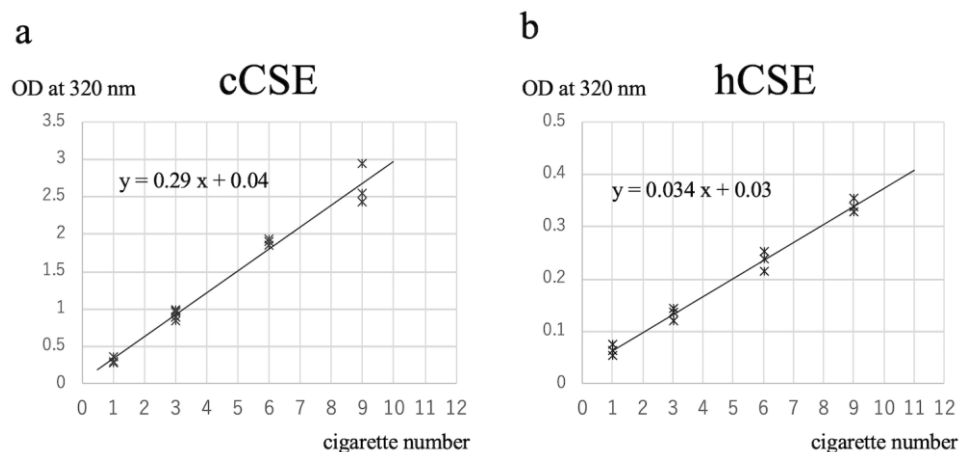 a
OD at 320 nm
cCSE
3.5
3
2.5
2
1.5
1
0.5
0
y = 0.29 x + 0.04
0 1 2 3 4 5 6 7 8 9 10 11 12
cigarette number
b
OD at 320 nm
hCSE
0.5
0.4
0.3
0.2
0.1
0
y = 0.034 x + 0.03
0 1 2 3 4 5 6 7 8 9 10 11 12
cigarette number